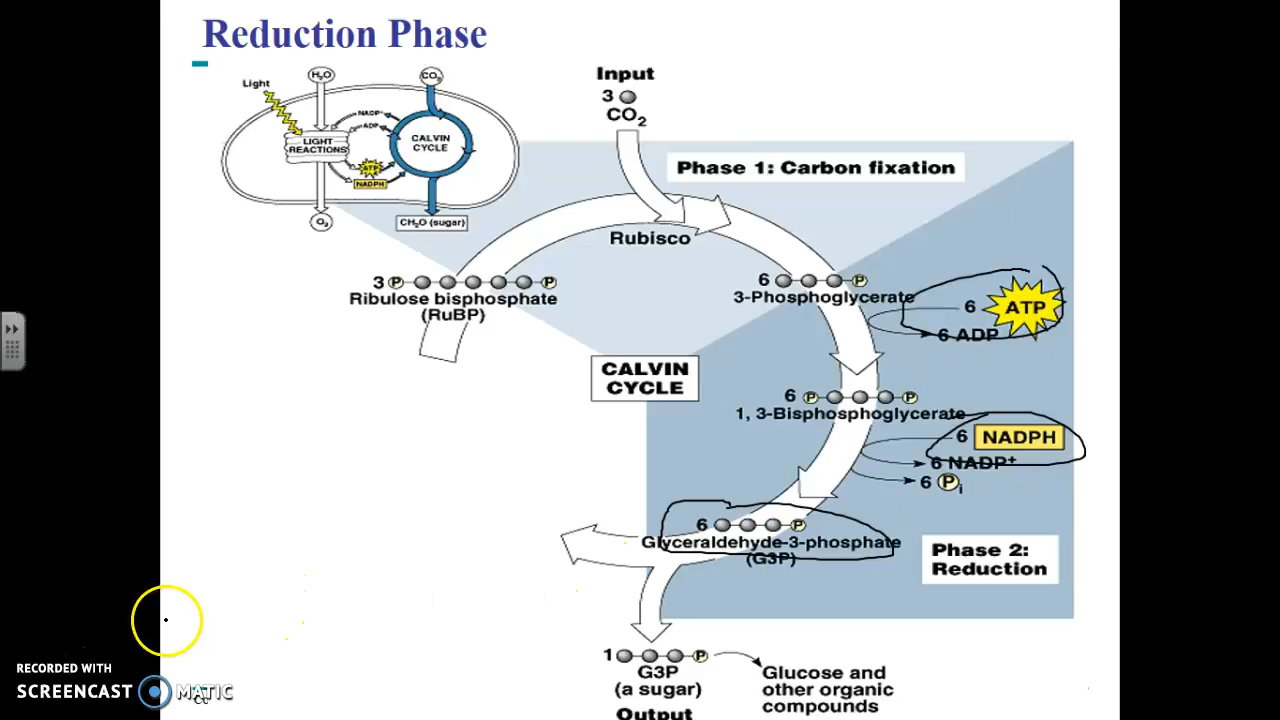 Reduction Phase
Light
H₂O
CO₂
NADP⁺
ADP
LIGHT
REACTIONS
CALVIN
CYCLE
ATP
NADPH
O₂
CH₂O (sugar)
Input
3
CO₂
Phase 1: Carbon fixation
Rubisco
3 P P
Ribulose bisphosphate
(RuBP)
6 P
3-Phosphoglycerate
6 ATP
6 ADP
CALVIN
CYCLE
6 P P
1, 3-Bisphosphoglycerate
6 NADPH
6 NADP⁺
6 Pi
6 P
Glyceraldehyde-3-phosphate
(G3P)
Phase 2:
Reduction
1 P
G3P
(a sugar)
Output
Glucose and
other organic
compounds
RECORDED WITH
SCREENCAST MATIC